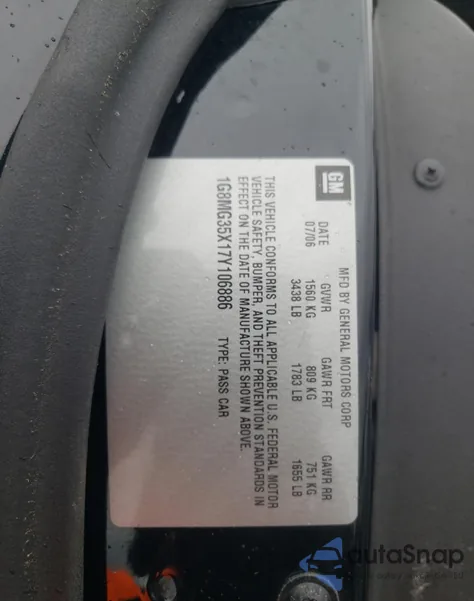 GM
MFD BY GENERAL MOTORS CORP
DATE GVWR GAWR FRT GAWR RR
07/06 1560 KG 809 KG 751 KG
3438 LB 1783 LB 1655 LB
THIS VEHICLE CONFORMS TO ALL APPLICABLE U.S. FEDERAL MOTOR
VEHICLE SAFETY, BUMPER, AND THEFT PREVENTION STANDARDS IN
EFFECT ON THE DATE OF MANUFACTURE SHOWN ABOVE.
1G8MG35X17Y106886 TYPE: PASS CAR
autoSnap